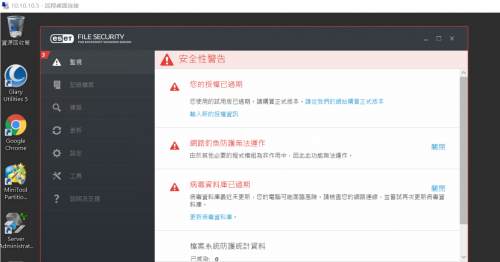 10.10.10.5 - 遠端桌面連線
資源回收筒
Glary
Utilities 5
Google
Chrome
MiniTool
Partition...
Server
Administrat...
eset FILE SECURITY
FOR MICROSOFT WINDOWS SERVER
3
監視
記錄檔案
掃描
更新
設定
工具
說明及支援
安全性警告
您的授權已過期
您使用的試用版已過期。請購買正式版本。請從我們的網站購買正式版本
輸入新的授權資訊
網路釣魚防護無法運作
關閉
由於其他必要的程式模組為非作用中，因此此功能無法運作。
病毒資料庫已過期
關閉
病毒資料庫最近未更新，您的電腦可能面臨風險。請檢查您的網路連線，並嘗試再次更新病毒資料庫。
更新病毒資料庫。
檔案系統防護統計資料
已感染: 0